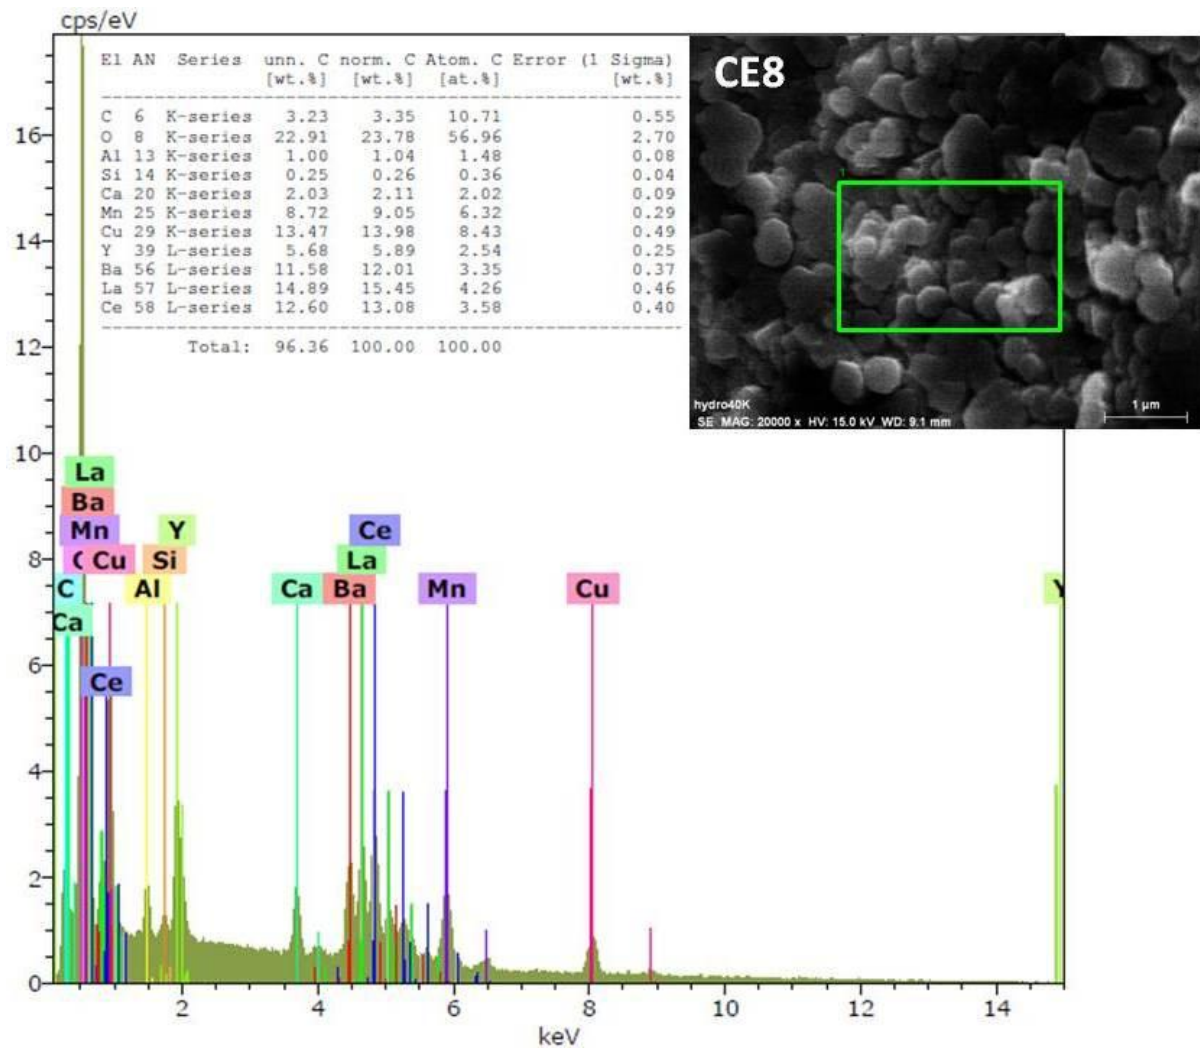 cps/eV
El AN Series unn. C norm. C Atom. C Error (1 Sigma)
[wt.%] [wt.%] [at.%] [wt.%]
C 6 K-series 3.23 3.35 10.71 0.55
O 8 K-series 22.91 23.78 56.96 2.70
Al 13 K-series 1.00 1.04 1.48 0.08
Si 14 K-series 0.25 0.26 0.36 0.04
Ca 20 K-series 2.03 2.11 2.02 0.09
Mn 25 K-series 8.72 9.05 6.32 0.29
Cu 29 K-series 13.47 13.98 8.43 0.49
Y 39 L-series 5.68 5.89 2.54 0.25
Ba 56 L-series 11.58 12.01 3.35 0.37
La 57 L-series 14.89 15.45 4.26 0.46
Ce 58 L-series 12.60 13.08 3.58 0.40
Total: 96.36 100.00 100.00
CE8
1
hydro40K
SE MAG: 20000 x HV: 15.0 kV WD: 9.1 mm
1 µm
16
14
12
10
8
6
4
2
0
La
Ba
Mn Y Ce
Cu Si La
C Al Ca Ba Mn Cu Y
Ca
Ce
2 4 6 8 10 12 14
keV